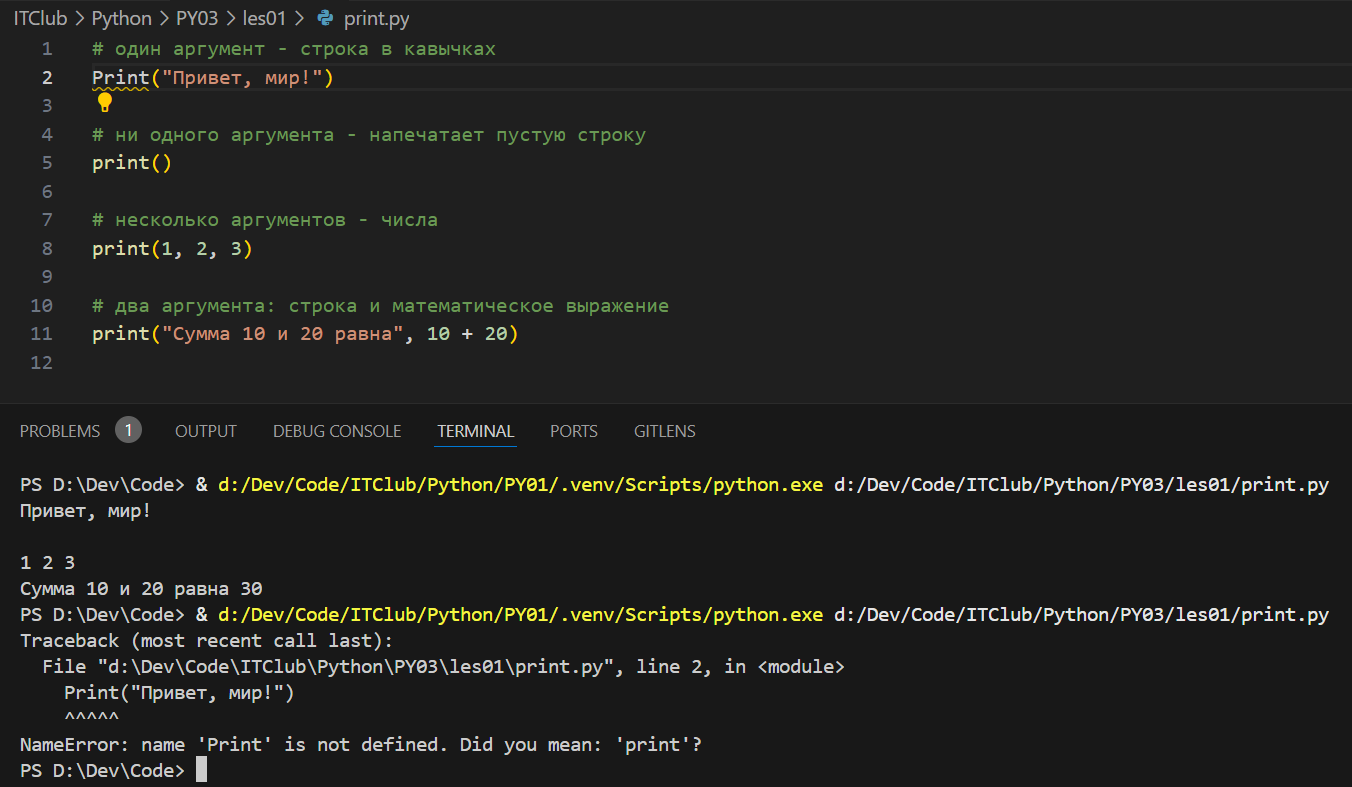 ITClub > Python > PY03 > les01 > print.py
1 # один аргумент - строка в кавычках
2 Print("Привет, мир!")
3
4 # ни одного аргумента - напечатает пустую строку
5 print()
6
7 # несколько аргументов - числа
8 print(1, 2, 3)
9
10 # два аргумента: строка и математическое выражение
11 print("Сумма 10 и 20 равна", 10 + 20)
12
PROBLEMS 1 OUTPUT DEBUG CONSOLE TERMINAL PORTS GITLENS
PS D:\Dev\Code> & d:/Dev/Code/ITClub/Python/PY01/.venv/Scripts/python.exe d:/Dev/Code/ITClub/Python/PY03/les01/print.py
Привет, мир!
1 2 3
Сумма 10 и 20 равна 30
PS D:\Dev\Code> & d:/Dev/Code/ITClub/Python/PY01/.venv/Scripts/python.exe d:/Dev/Code/ITClub/Python/PY03/les01/print.py
Traceback (most recent call last):
  File "d:\Dev\Code\ITClub\Python\PY03\les01\print.py", line 2, in <module>
    Print("Привет, мир!")
    ^^^^^
NameError: name 'Print' is not defined. Did you mean: 'print'?
PS D:\Dev\Code>